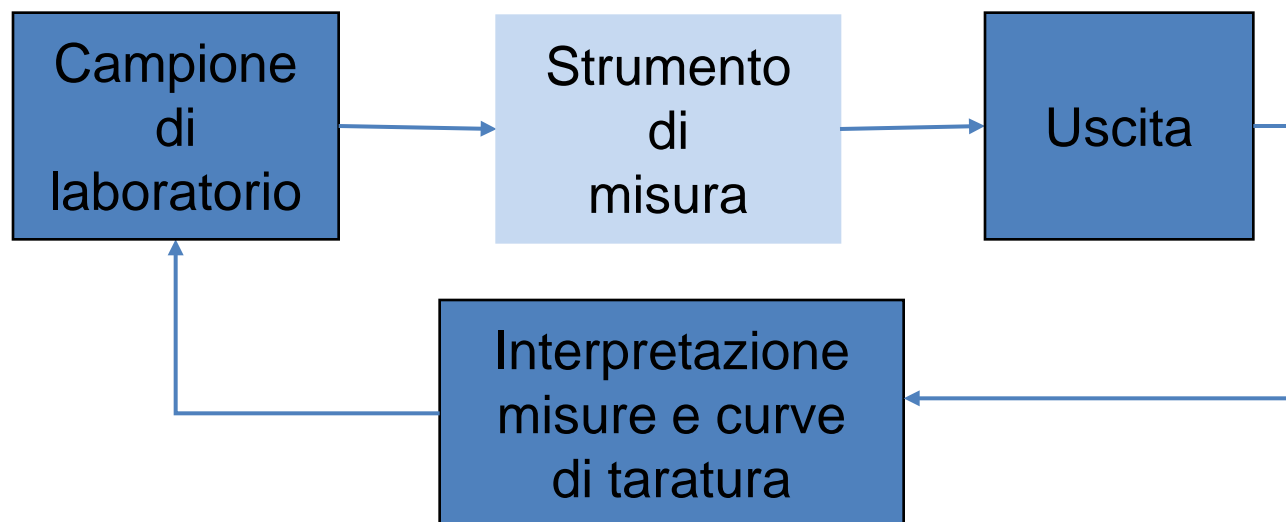 Campione
di
laboratorio
Strumento
di
misura
Uscita
Interpretazione
misure e curve
di taratura